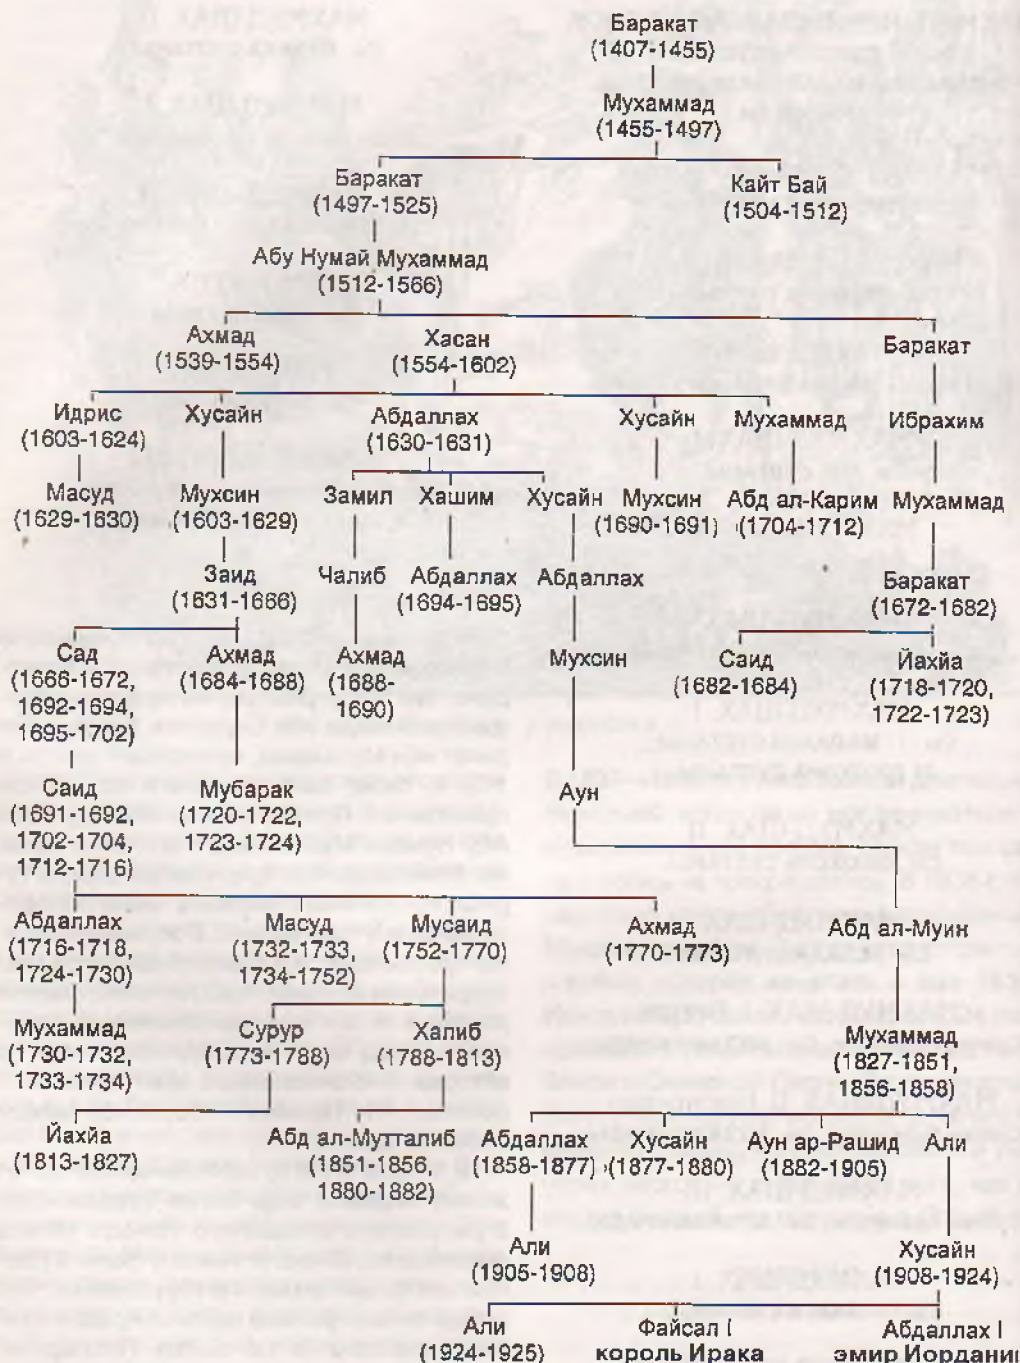 Баракат
(1407-1455)
Мухаммад
(1455-1497)
Баракат Кайт Бай
(1497-1525) (1504-1512)
Абу Нумай Мухаммад
(1512-1566)
Ахмад Хасан Баракат
(1539-1554) (1554-1602)
Идрис Хусайн Абдаллах Хусайн Мухаммад Ибрахим
(1603-1624) (1630-1631)
Масуд Мухсин Замил Хашим Хусайн Мухсин Абд ал-Карим Мухаммад
(1629-1630) (1603-1629) (1690-1691) (1704-1712)
Заид Чалиб Абдаллах Абдаллах Баракат
(1631-1666) (1694-1695) (1672-1682)
Сад Ахмад Ахмад Мухсин Саид Йахйа
(1666-1672, (1684-1688) (1688- (1682-1684) (1718-1720,
1692-1694, 1690) 1722-1723)
1695-1702)
Саид Мубарак Аун
(1691-1692, (1720-1722,
1702-1704, 1723-1724)
1712-1716)
Абдаллах Масуд Мусаид Ахмад Абд ал-Муин
(1716-1718, (1732-1733, (1752-1770) (1770-1773)
1724-1730) 1734-1752)
Мухаммад Сурур Халиб Мухаммад
(1730-1732, (1773-1788) (1788-1813) (1827-1851,
1733-1734) 1856-1858)
Йахйа Абд ал-Мутталиб Абдаллах Хусайн Аун ар-Рашид Али
(1813-1827) (1851-1856, (1858-1877) (1877-1880) (1882-1905)
1880-1882)
Али Хусайн
(1905-1908) (1908-1924)
Али Файсал I Абдаллах I
(1924-1925) король Ирака эмир Иордании